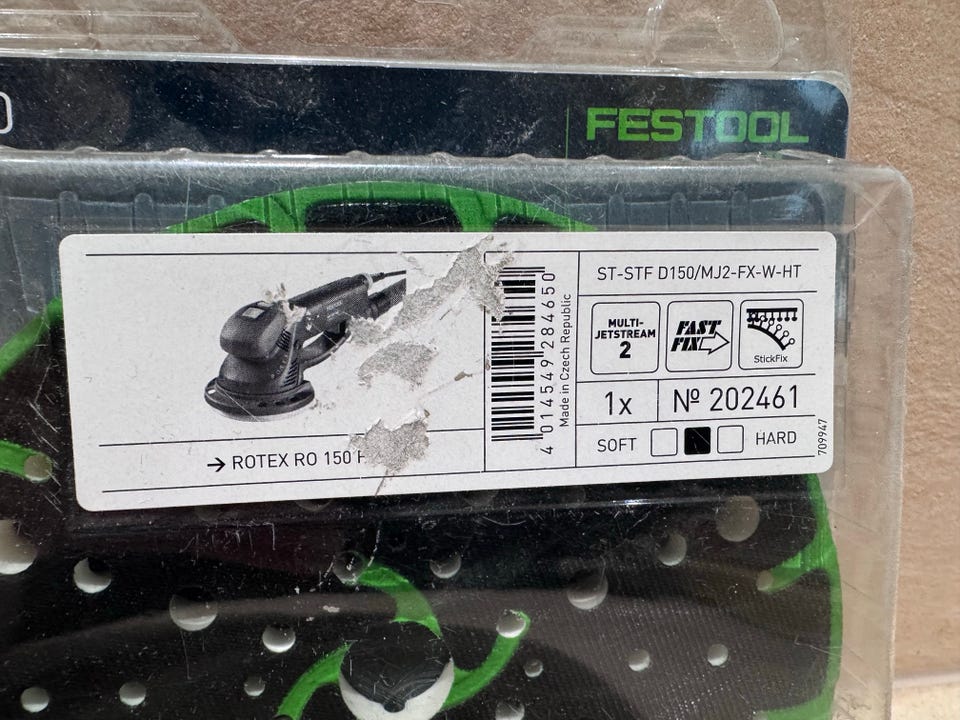 FESTOOL
ST-STF D150/MJ2-FX-W-HT
MULTI-
JETSTREAM
2
FAST
FIX
StickFix
1x
Nº 202461
SOFT
HARD
709947
4 014549 284650
Made in Czech Republic
→ ROTEX RO 150